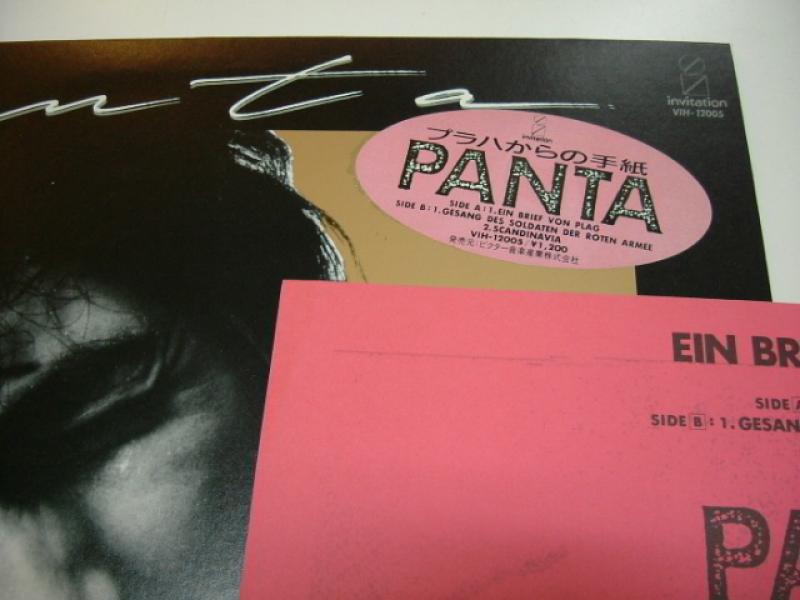 nta
invitation
VIH-12005
invitation
プラハからの手紙
PANTA
SIDE A:1.EIN BRIEF VON PLAG
SIDE B:1.GESANG DES SOLDATEN DER ROTEN ARMEE
2.SCANDINAVIA
VIH-12005/¥1,200
発売元:ビクター音楽産業株式会社
EIN BR
SIDE A
SIDE B:1.GESAN
PA